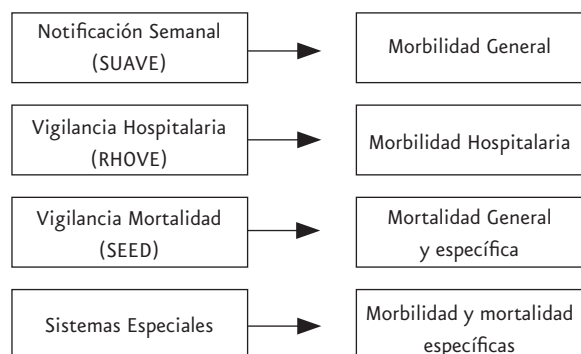 Notificación Semanal
(SUAVE)
Morbilidad General
Vigilancia Hospitalaria
(RHOVE)
Morbilidad Hospitalaria
Vigilancia Mortalidad
(SEED)
Mortalidad General
y específica
Sistemas Especiales
Morbilidad y mortalidad
específicas